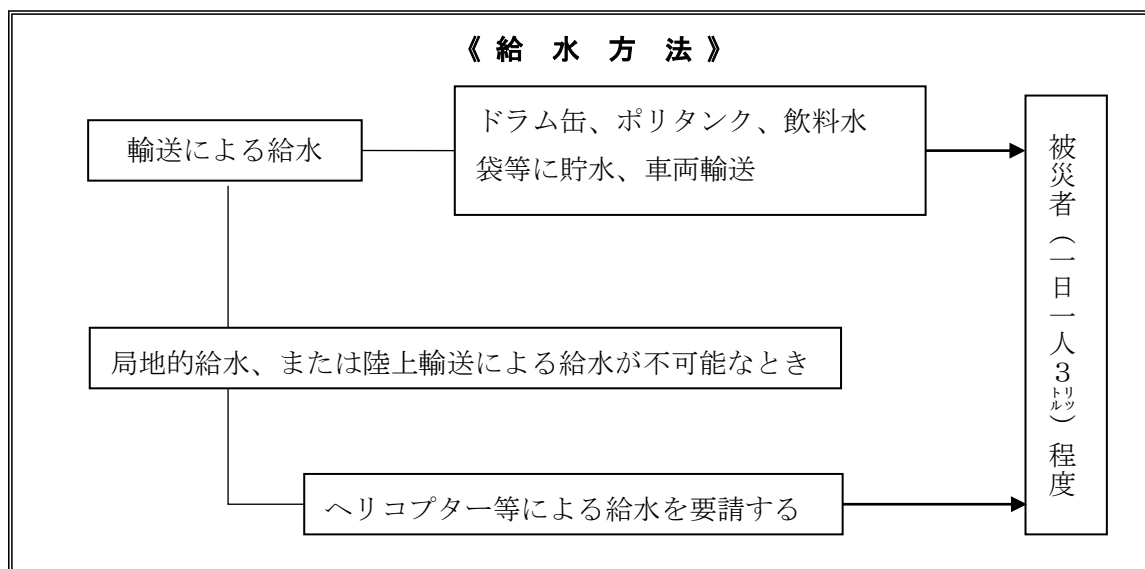 《 給 水 方 法 》
輸送による給水
ドラム缶、ポリタンク、飲料水
袋等に貯水、車両輸送
局地的給水、または陸上輸送による給水が不可能なとき
ヘリコプター等による給水を要請する
被災者（一日一人３㍑）程度